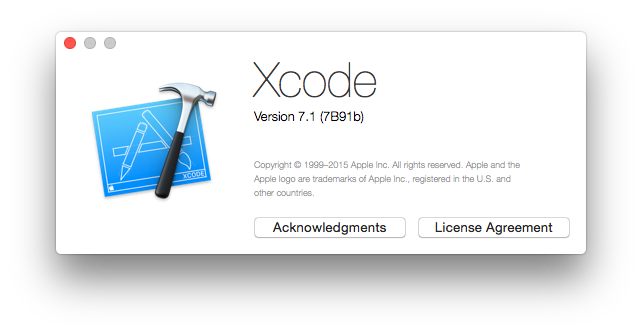 Xcode
Version 7.1 (7B91b)
Copyright © 1999–2015 Apple Inc. All rights reserved. Apple and the
Apple logo are trademarks of Apple Inc., registered in the U.S. and
other countries.
XCODE
Acknowledgments
License Agreement